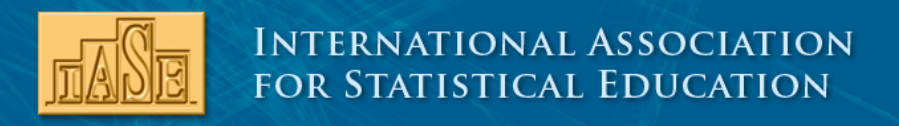 IASE
INTERNATIONAL ASSOCIATION
FOR STATISTICAL EDUCATION